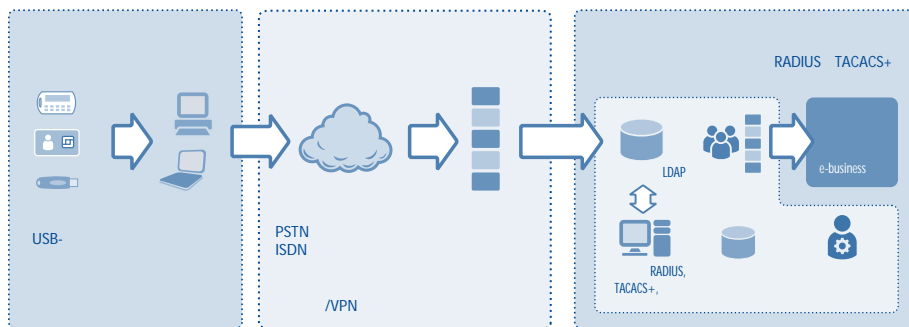 USB-
PSTN
ISDN
/VPN
RADIUS TACACS+
LDAP
e-business
RADIUS,
TACACS+,